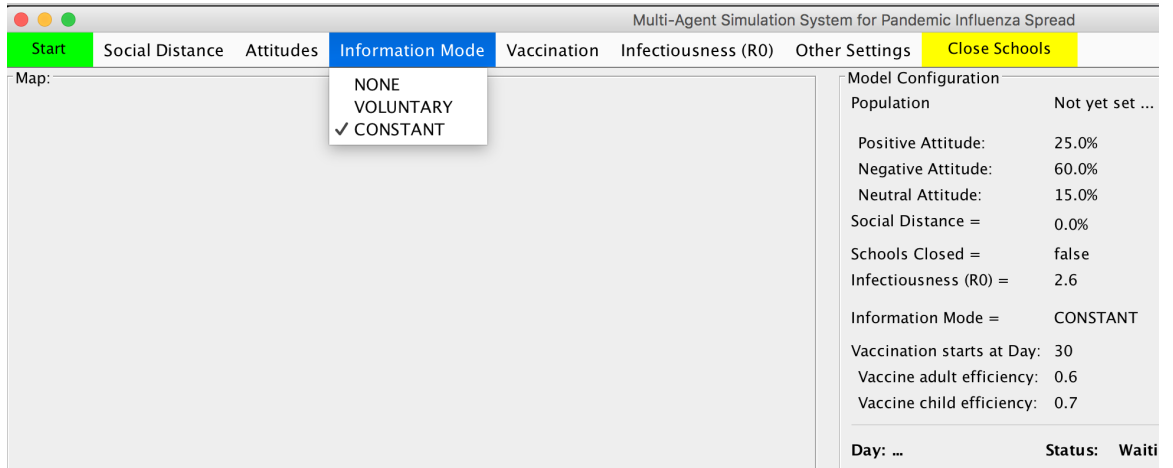 Multi-Agent Simulation System for Pandemic Influenza Spread
Start Social Distance Attitudes Information Mode Vaccination Infectiousness (R0) Other Settings Close Schools
Map:
NONE
VOLUNTARY
✓ CONSTANT
Model Configuration
Population Not yet set ...
Positive Attitude: 25.0%
Negative Attitude: 60.0%
Neutral Attitude: 15.0%
Social Distance = 0.0%
Schools Closed = false
Infectiousness (R0) = 2.6
Information Mode = CONSTANT
Vaccination starts at Day: 30
Vaccine adult efficiency: 0.6
Vaccine child efficiency: 0.7
Day: ... Status: Waiti